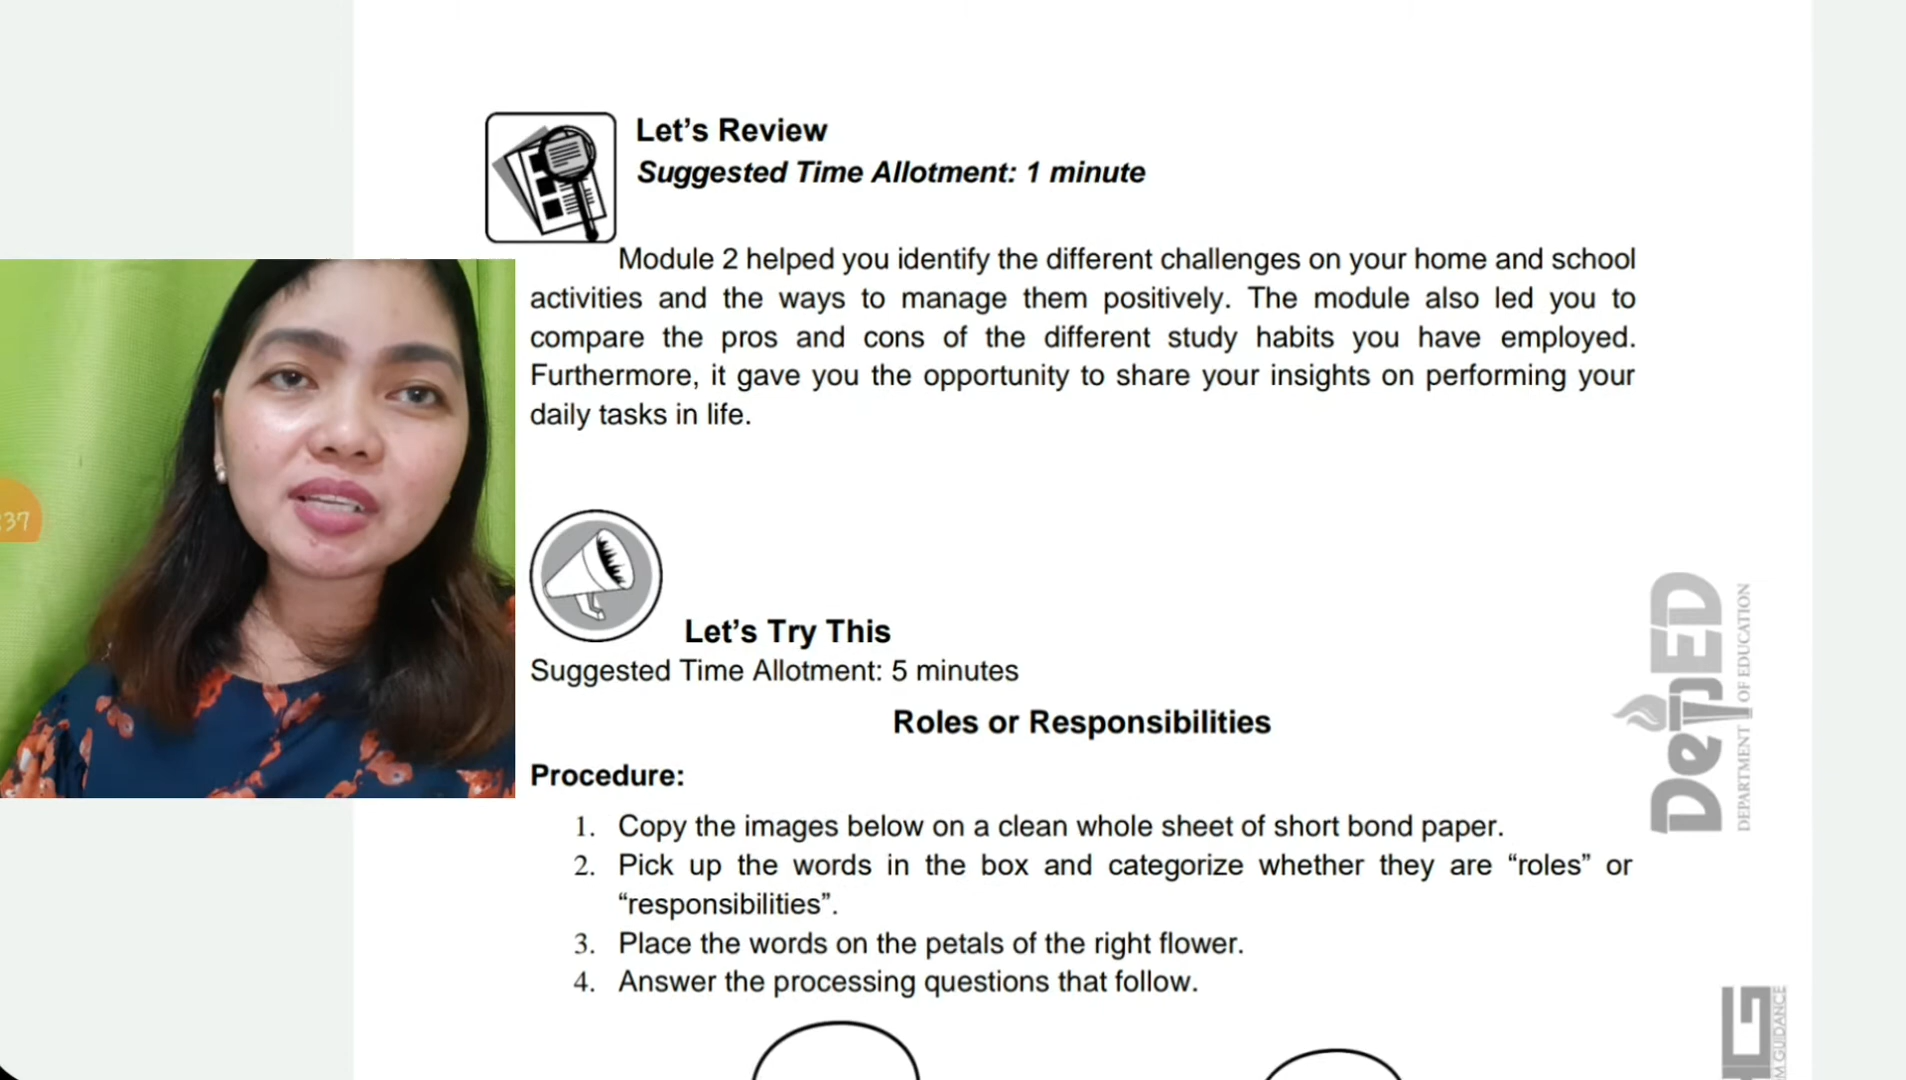 Let’s Review
Suggested Time Allotment: 1 minute
Module 2 helped you identify the different challenges on your home and school
activities and the ways to manage them positively. The module also led you to
compare the pros and cons of the different study habits you have employed.
Furthermore, it gave you the opportunity to share your insights on performing your
daily tasks in life.
:37
Let’s Try This
Suggested Time Allotment: 5 minutes
Roles or Responsibilities
Procedure:
1. Copy the images below on a clean whole sheet of short bond paper.
2. Pick up the words in the box and categorize whether they are “roles” or
“responsibilities”.
3. Place the words on the petals of the right flower.
4. Answer the processing questions that follow.
DepED
DEPARTMENT OF EDUCATION
GUIDANCE